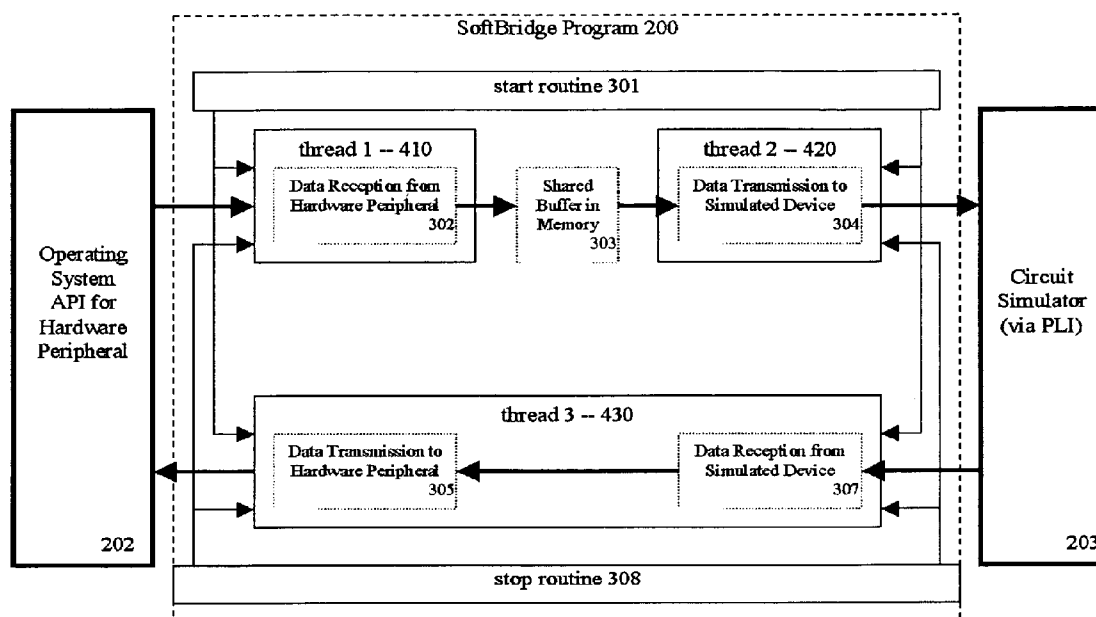 SoftBridge Program 200
start routine 301
thread 1 -- 410
Data Reception from
Hardware Peripheral
302
Shared
Buffer in
Memory
303
thread 2 -- 420
Data Transmission to
Simulated Device
304
Operating
System
API for
Hardware
Peripheral
202
Circuit
Simulator
(via PLI)
203
thread 3 -- 430
Data Transmission to
Hardware Peripheral
305
Data Reception from
Simulated Device
307
stop routine 308